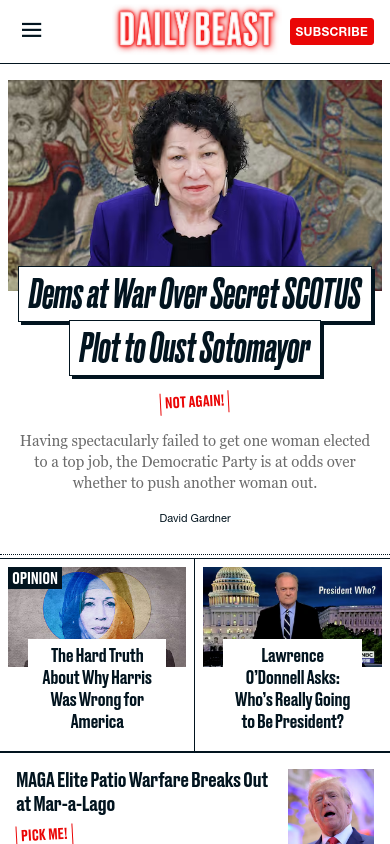 DAILY BEAST
SUBSCRIBE
Dems at War Over Secret SCOTUS
Plot to Oust Sotomayor
NOT AGAIN!
Having spectacularly failed to get one woman elected
to a top job, the Democratic Party is at odds over
whether to push another woman out.
David Gardner
OPINION
The Hard Truth
About Why Harris
Was Wrong for
America
President Who?
Lawrence
O’Donnell Asks:
Who’s Really Going
to Be President?
MAGA Elite Patio Warfare Breaks Out
at Mar-a-Lago
PICK ME!